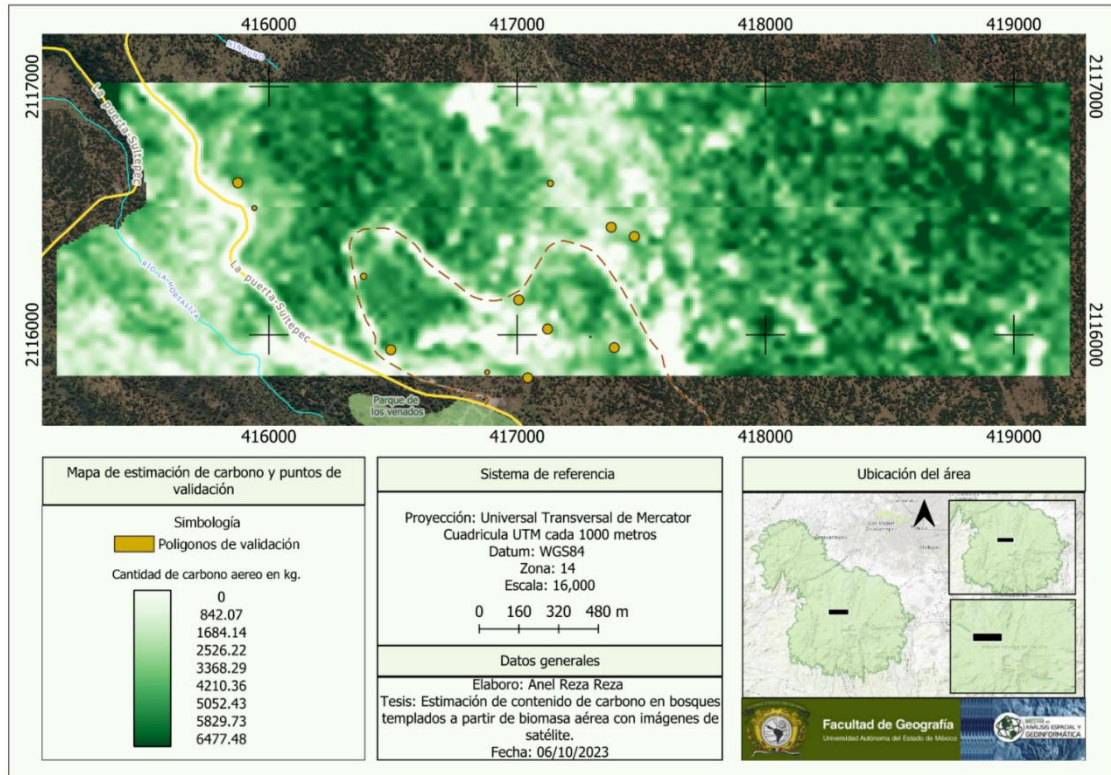 416000 417000 418000 419000
2117000 2117000
2116000 2116000
La puerta-Sultepec
La puerta-Sultepec
RÍO LA HORTALIZA
Parque de
los venados
416000 417000 418000 419000
Mapa de estimación de carbono y puntos de
validación
Simbología
Poligonos de validación
Cantidad de carbono aereo en kg.
0
842.07
1684.14
2526.22
3368.29
4210.36
5052.43
5829.73
6477.48
Sistema de referencia
Proyección: Universal Transversal de Mercator
Cuadricula UTM cada 1000 metros
Datum: WGS84
Zona: 14
Escala: 16,000
0 160 320 480 m
Datos generales
Elaboro: Anel Reza Reza
Tesis: Estimación de contenido de carbono en bosques
templados a partir de biomasa aérea con imágenes de
satélite.
Fecha: 06/10/2023
Ubicación del área
Facultad de Geografía
Universidad Autónoma del Estado de México
ANÁLISIS ESPACIAL Y
GEOINFORMÁTICA